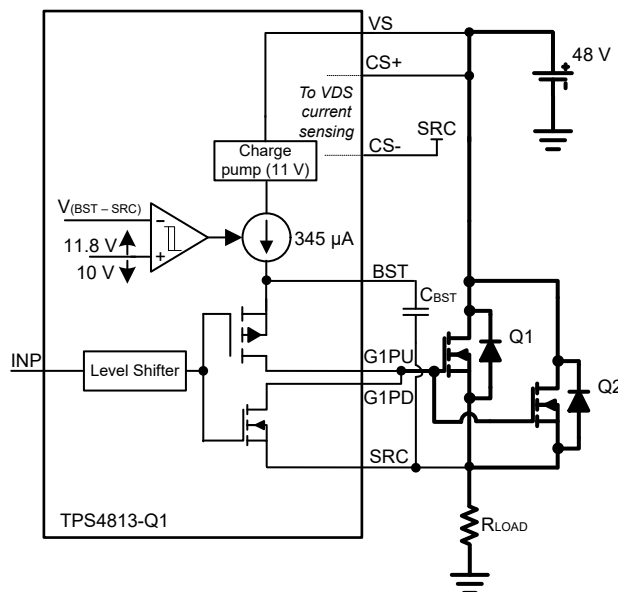 VS
CS+
48 V
To VDS
current
sensing
SRC
CS-
Charge
pump (11 V)
V(BST – SRC)
11.8 V
10 V
345 µA
BST
CBST
Q1
INP
Level Shifter
G1PU
G1PD
Q2
SRC
TPS4813-Q1
RLOAD